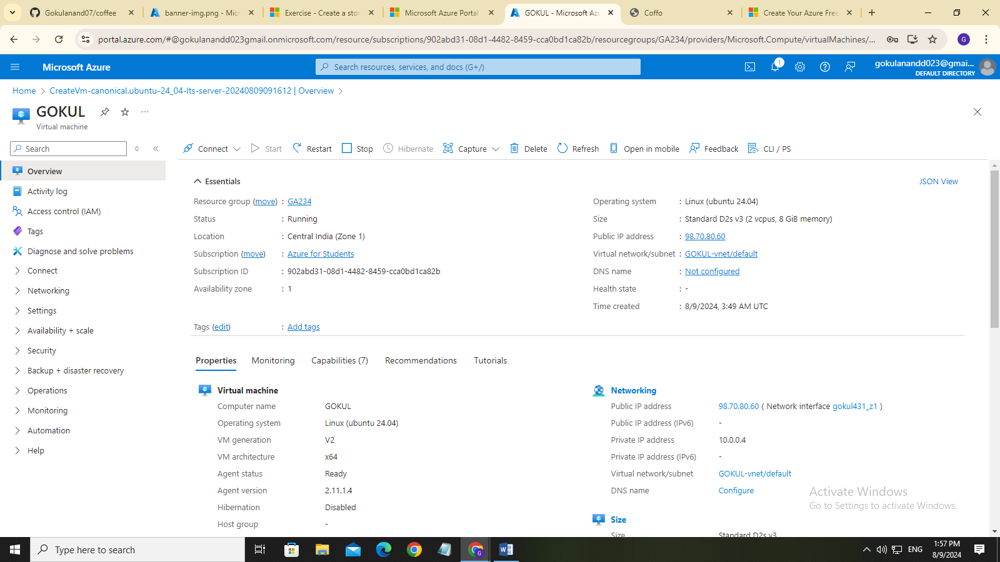 Gokulanand07/coffee
banner-img.png - Micr
Exercise - Create a stor
Microsoft Azure Portal
GOKUL - Microsoft Az
Coffo
Create Your Azure Free
portal.azure.com/#@gokulanandd023gmail.onmicrosoft.com/resource/subscriptions/902abd31-08d1-4482-8459-cca0bd1ca82b/resourcegroups/GA234/providers/Microsoft.Compute/virtualMachines/...
G
Microsoft Azure
Search resources, services, and docs (G+/)
1
gokulanandd023@gmai...
DEFAULT DIRECTORY
Home
CreateVm-canonical.ubuntu-24_04-lts-server-20240809091612 | Overview
GOKUL
Virtual machine
Search
Connect
Start
Restart
Stop
Hibernate
Capture
Delete
Refresh
Open in mobile
Feedback
CLI / PS
Overview
Activity log
Access control (IAM)
Tags
Diagnose and solve problems
Connect
Networking
Settings
Availability + scale
Security
Backup + disaster recovery
Operations
Monitoring
Automation
Help
Essentials
JSON View
Resource group (move) : GA234
Status : Running
Location : Central India (Zone 1)
Subscription (move) : Azure for Students
Subscription ID : 902abd31-08d1-4482-8459-cca0bd1ca82b
Availability zone : 1
Operating system : Linux (ubuntu 24.04)
Size : Standard D2s v3 (2 vcpus, 8 GiB memory)
Public IP address : 98.70.80.60
Virtual network/subnet : GOKUL-vnet/default
DNS name : Not configured
Health state : -
Time created : 8/9/2024, 3:49 AM UTC
Tags (edit) : Add tags
Properties
Monitoring
Capabilities (7)
Recommendations
Tutorials
Virtual machine
Computer name GOKUL
Operating system Linux (ubuntu 24.04)
VM generation V2
VM architecture x64
Agent status Ready
Agent version 2.11.1.4
Hibernation Disabled
Host group -
Networking
Public IP address 98.70.80.60 ( Network interface gokul431_z1 )
Public IP address (IPv6) -
Private IP address 10.0.0.4
Private IP address (IPv6) -
Virtual network/subnet GOKUL-vnet/default
DNS name Configure
Size
Size Standard D2s v3
Activate Windows
Go to Settings to activate Windows.
Type here to search
G
ENG
1:57 PM
8/9/2024